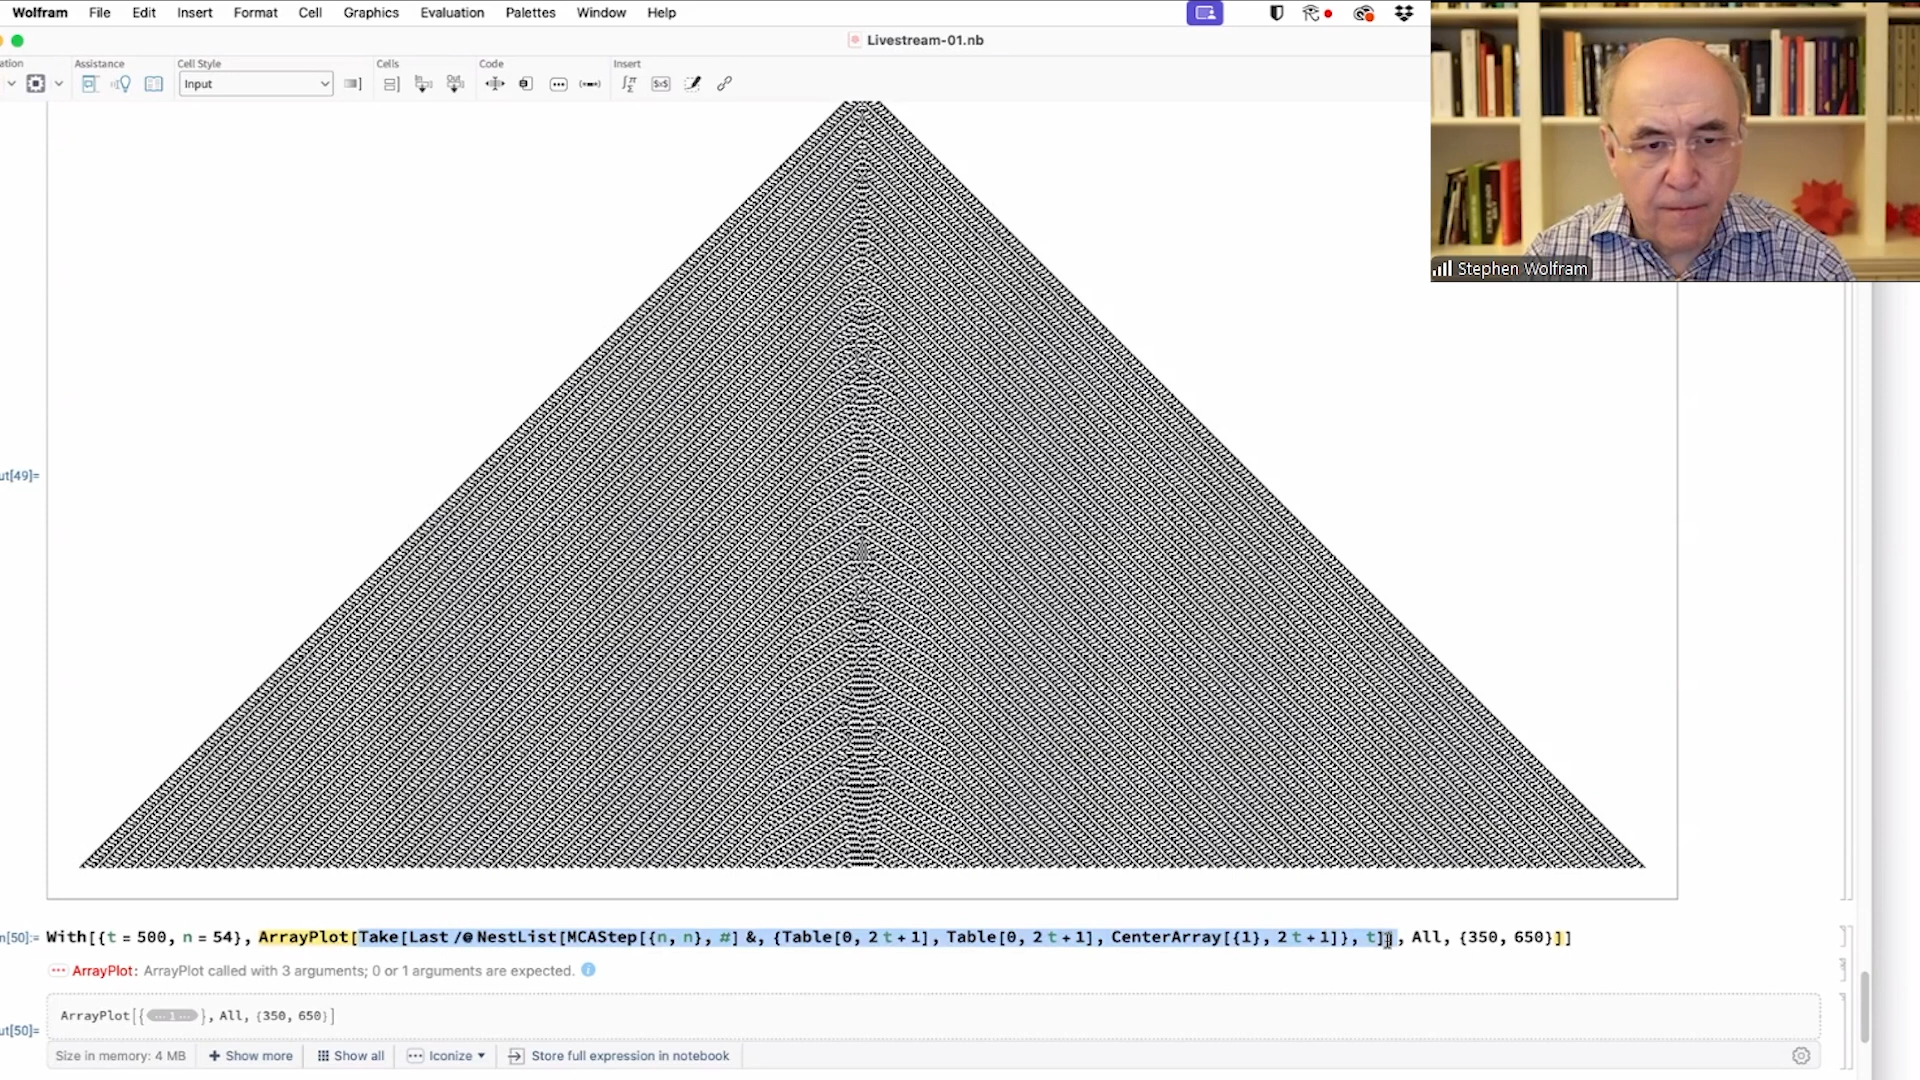 Wolfram File Edit Insert Format Cell Graphics Evaluation Palettes Window Help
Livestream-01.nb
ation Assistance Cell Style Cells Code Insert
Input
Stephen Wolfram
ut[49]=
n[50]:= With[{t = 500, n = 54}, ArrayPlot[Take[Last /@ NestList[MCAStep[{n, n}, #] &, {Table[0, 2 t + 1], Table[0, 2 t + 1], CenterArray[{1}, 2 t + 1]}, t]], All, {350, 650}]]
ArrayPlot: ArrayPlot called with 3 arguments; 0 or 1 arguments are expected.
ut[50]=
ArrayPlot[{ 1 }, All, {350, 650}]
Size in memory: 4 MB + Show more Show all Iconize Store full expression in notebook